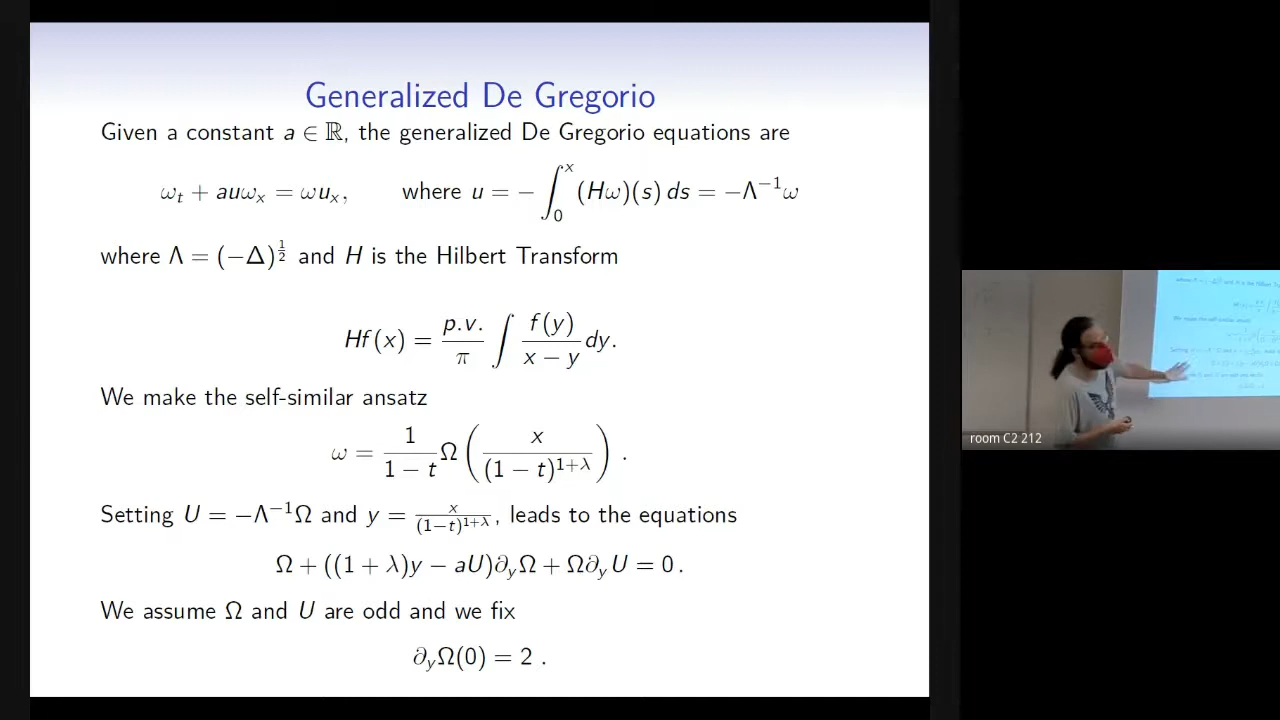 Generalized De Gregorio
Given a constant a ∈ ℝ, the generalized De Gregorio equations are
ω_t + auω_x = ωu_x, where u = −∫_0^x (Hω)(s) ds = −Λ^{−1}ω
where Λ = (−Δ)^{1/2} and H is the Hilbert Transform
Hf(x) = p.v./π ∫ f(y)/(x − y) dy.
We make the self-similar ansatz
ω = 1/(1 − t) Ω (x/(1 − t)^{1+λ}) .
Setting U = −Λ^{−1}Ω and y = x/(1−t)^{1+λ}, leads to the equations
Ω + ((1 + λ)y − aU)∂_yΩ + Ω∂_yU = 0 .
We assume Ω and U are odd and we fix
∂_yΩ(0) = 2 .
room C2 212